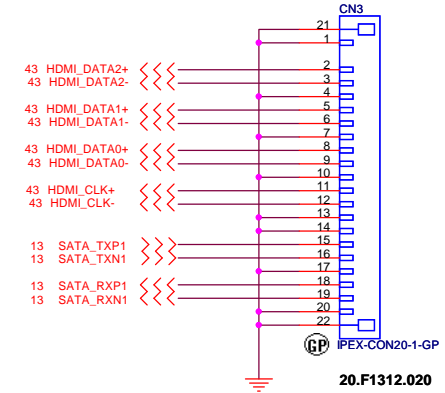 CN3
21
1
43 HDMI_DATA2+ 2
43 HDMI_DATA2- 3
4
43 HDMI_DATA1+ 5
43 HDMI_DATA1- 6
7
43 HDMI_DATA0+ 8
43 HDMI_DATA0- 9
10
43 HDMI_CLK+ 11
43 HDMI_CLK- 12
13
14
13 SATA_TXP1 15
13 SATA_TXN1 16
17
13 SATA_RXP1 18
13 SATA_RXN1 19
20
22
GP IPEX-CON20-1-GP
20.F1312.020